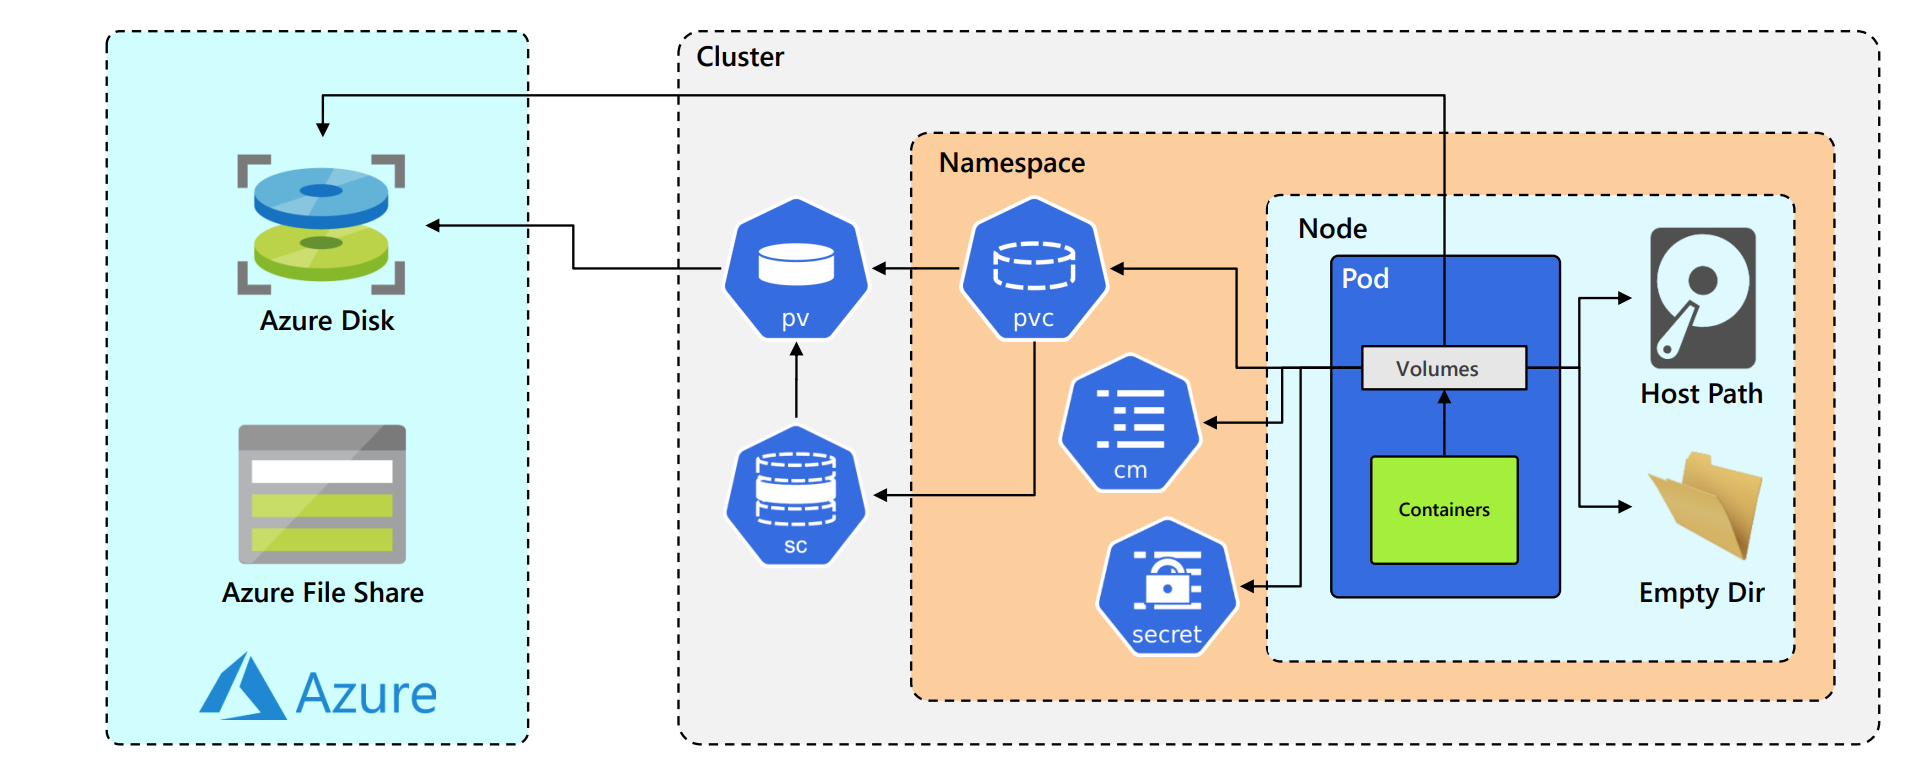 Cluster
Namespace
Node
Pod
Volumes
Containers
Host Path
Empty Dir
pv
pvc
cm
sc
secret
Azure Disk
Azure File Share
Azure